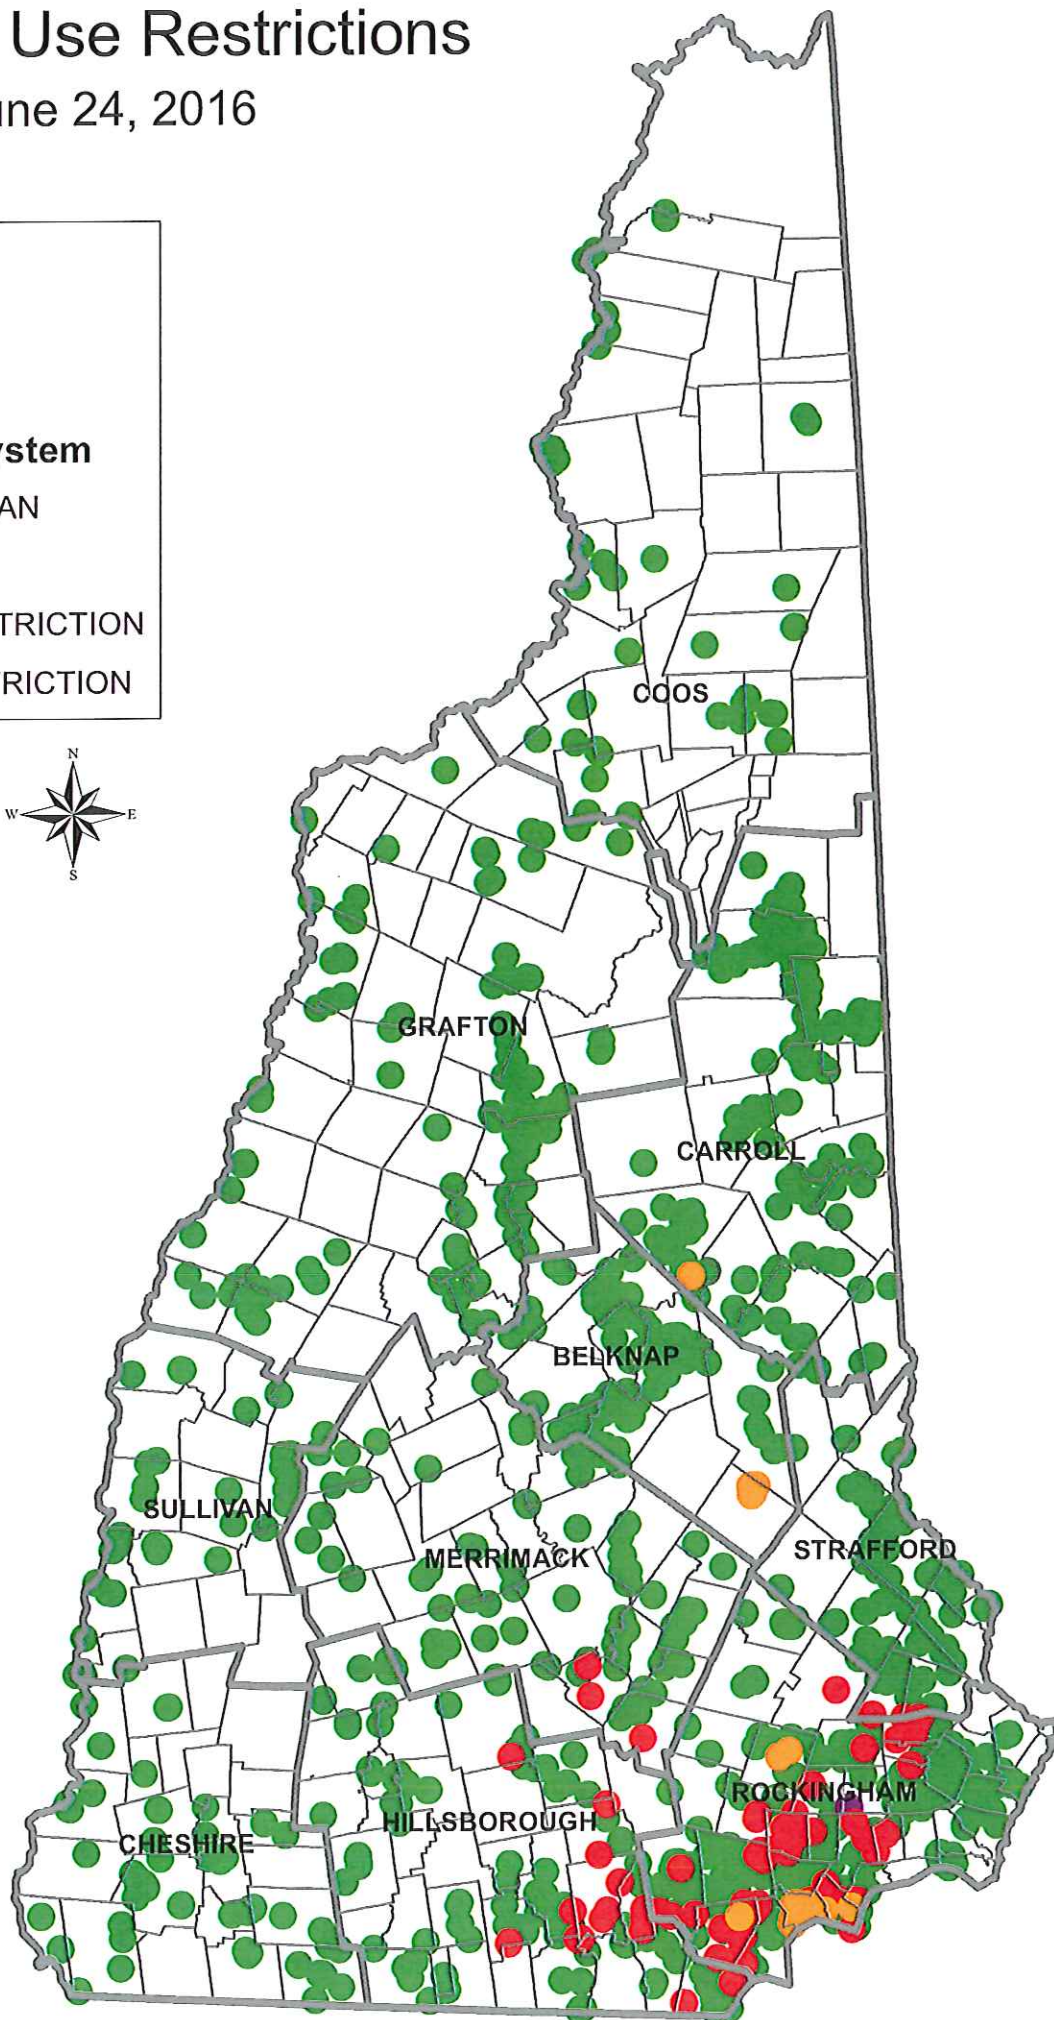 Use Restrictions
une 24, 2016
ystem
AN
TRICTION
RICTION
N
W E
S
COOS
GRAFTON
CARROLL
BELKNAP
SULLIVAN
MERRIMACK
STRAFFORD
ROCKINGHAM
HILLSBOROUGH
CHESHIRE